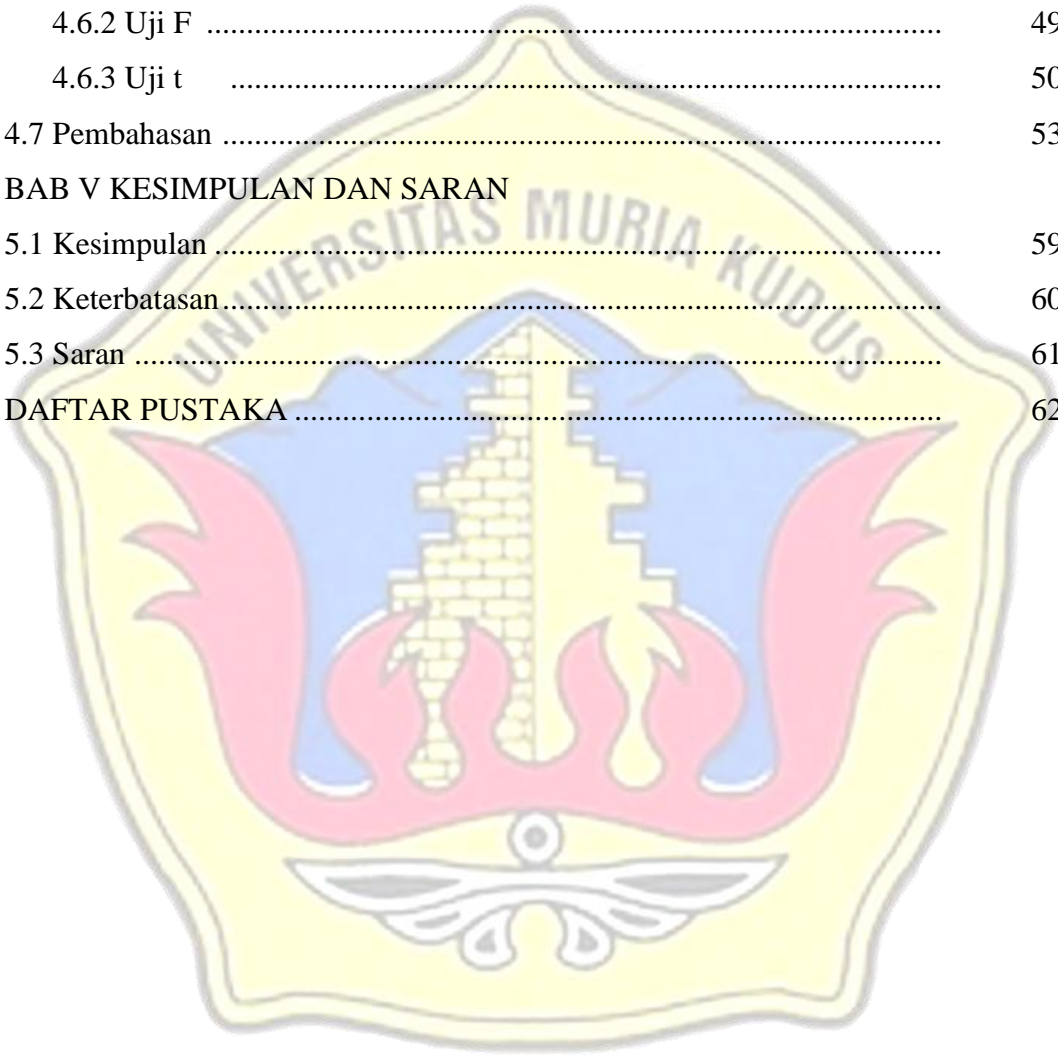 4.6.2 Uji F ........................................................................................ 49
4.6.3 Uji t ..................................................................................... 50
4.7 Pembahasan ...................................................................................... 53
BAB V KESIMPULAN DAN SARAN
5.1 Kesimpulan ....................................................................................... 59
5.2 Keterbatasan ...................................................................................... 60
5.3 Saran ................................................................................................. 61
DAFTAR PUSTAKA .............................................................................. 62
UNIVERSITAS MURIA KUDUS